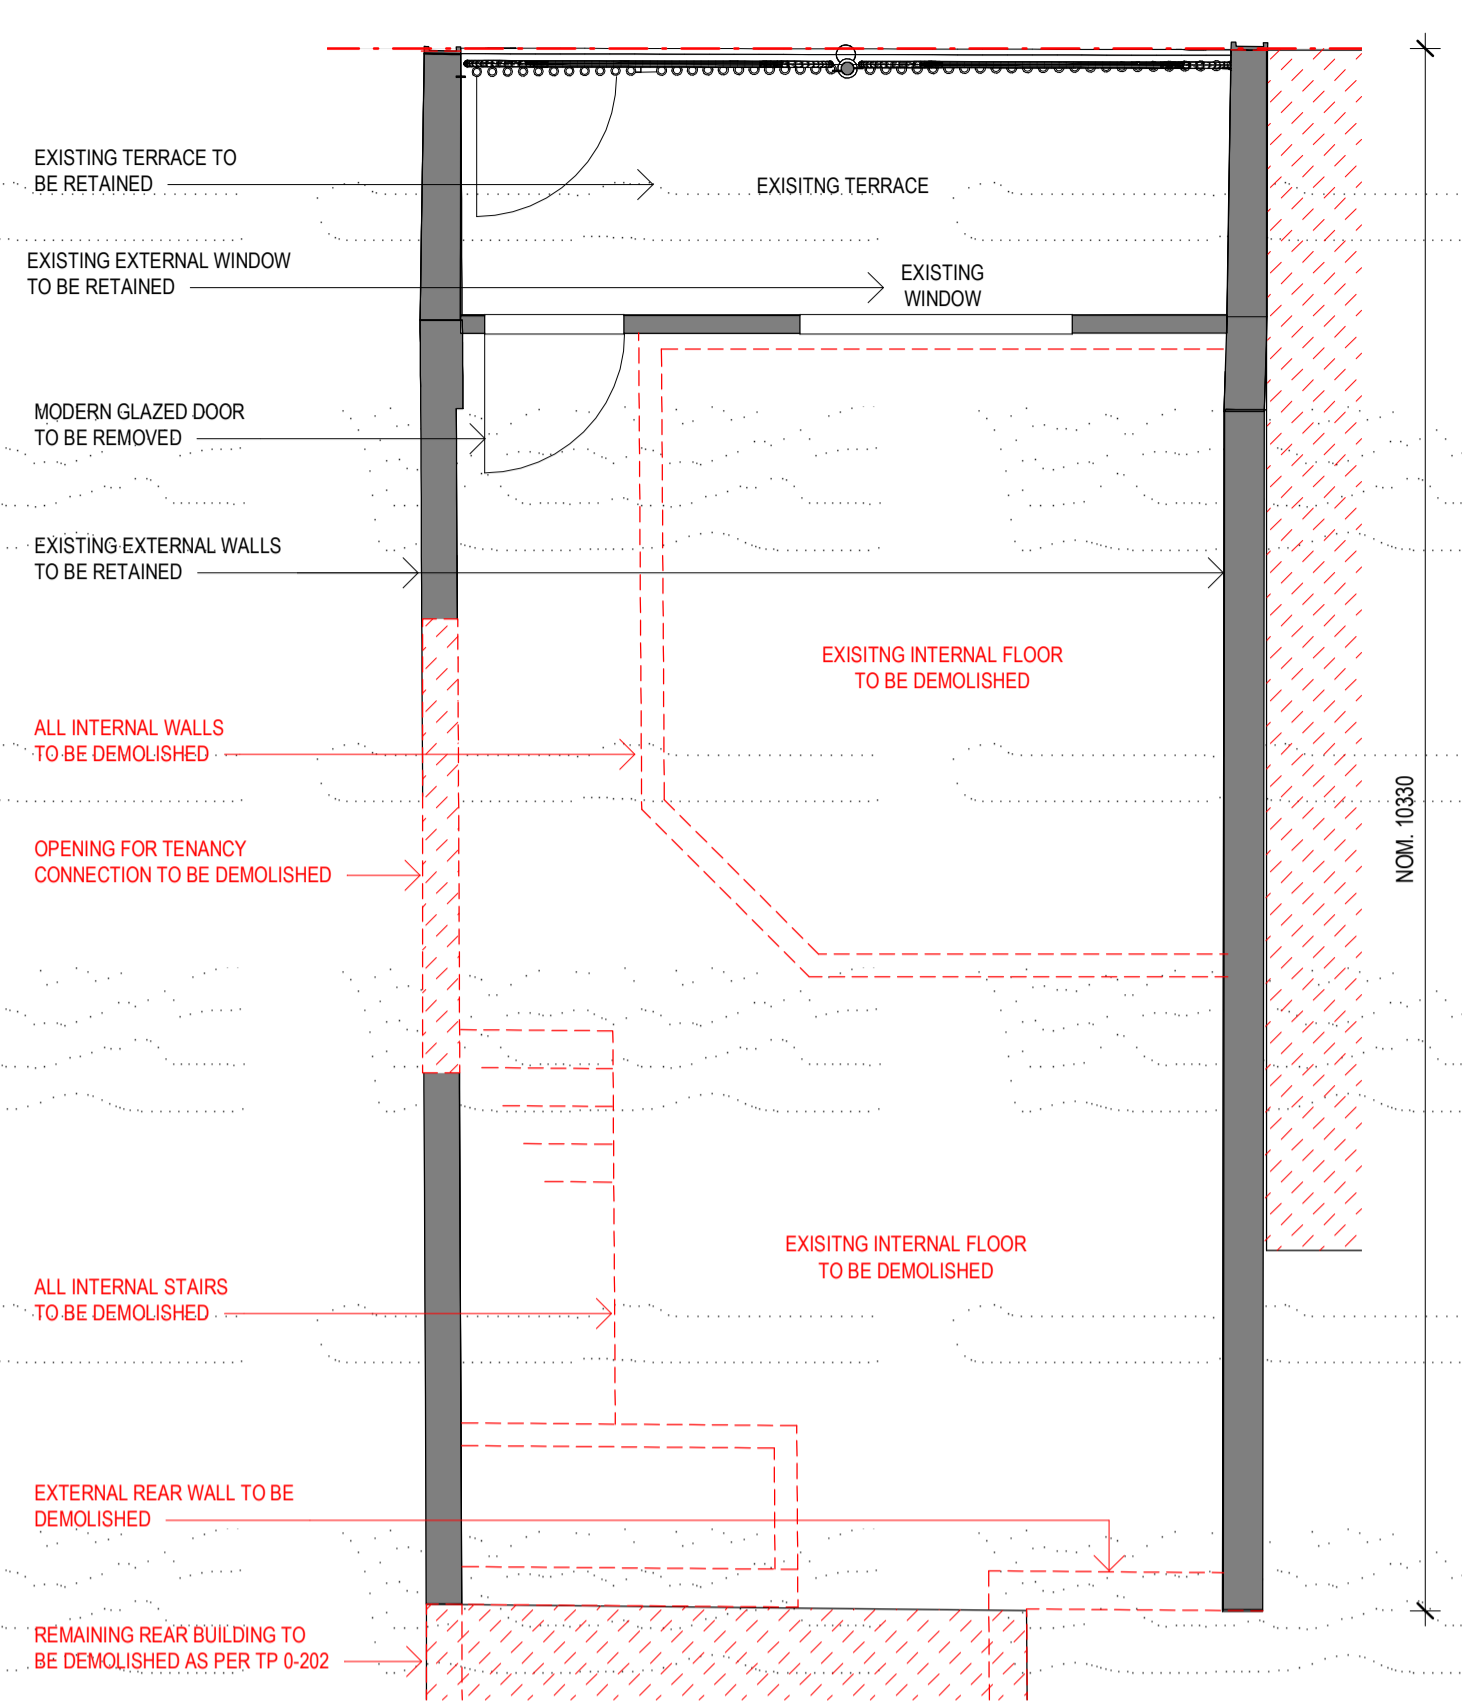 EXISTING TERRACE TO
BE RETAINED
EXISITNG TERRACE
EXISTING EXTERNAL WINDOW
TO BE RETAINED
EXISTING
WINDOW
MODERN GLAZED DOOR
TO BE REMOVED
EXISTING EXTERNAL WALLS
TO BE RETAINED
EXISITNG INTERNAL FLOOR
TO BE DEMOLISHED
ALL INTERNAL WALLS
TO BE DEMOLISHED
NOM. 10330
OPENING FOR TENANCY
CONNECTION TO BE DEMOLISHED
EXISITNG INTERNAL FLOOR
TO BE DEMOLISHED
ALL INTERNAL STAIRS
TO BE DEMOLISHED
EXTERNAL REAR WALL TO BE
DEMOLISHED
REMAINING REAR BUILDING TO
BE DEMOLISHED AS PER TP 0-202